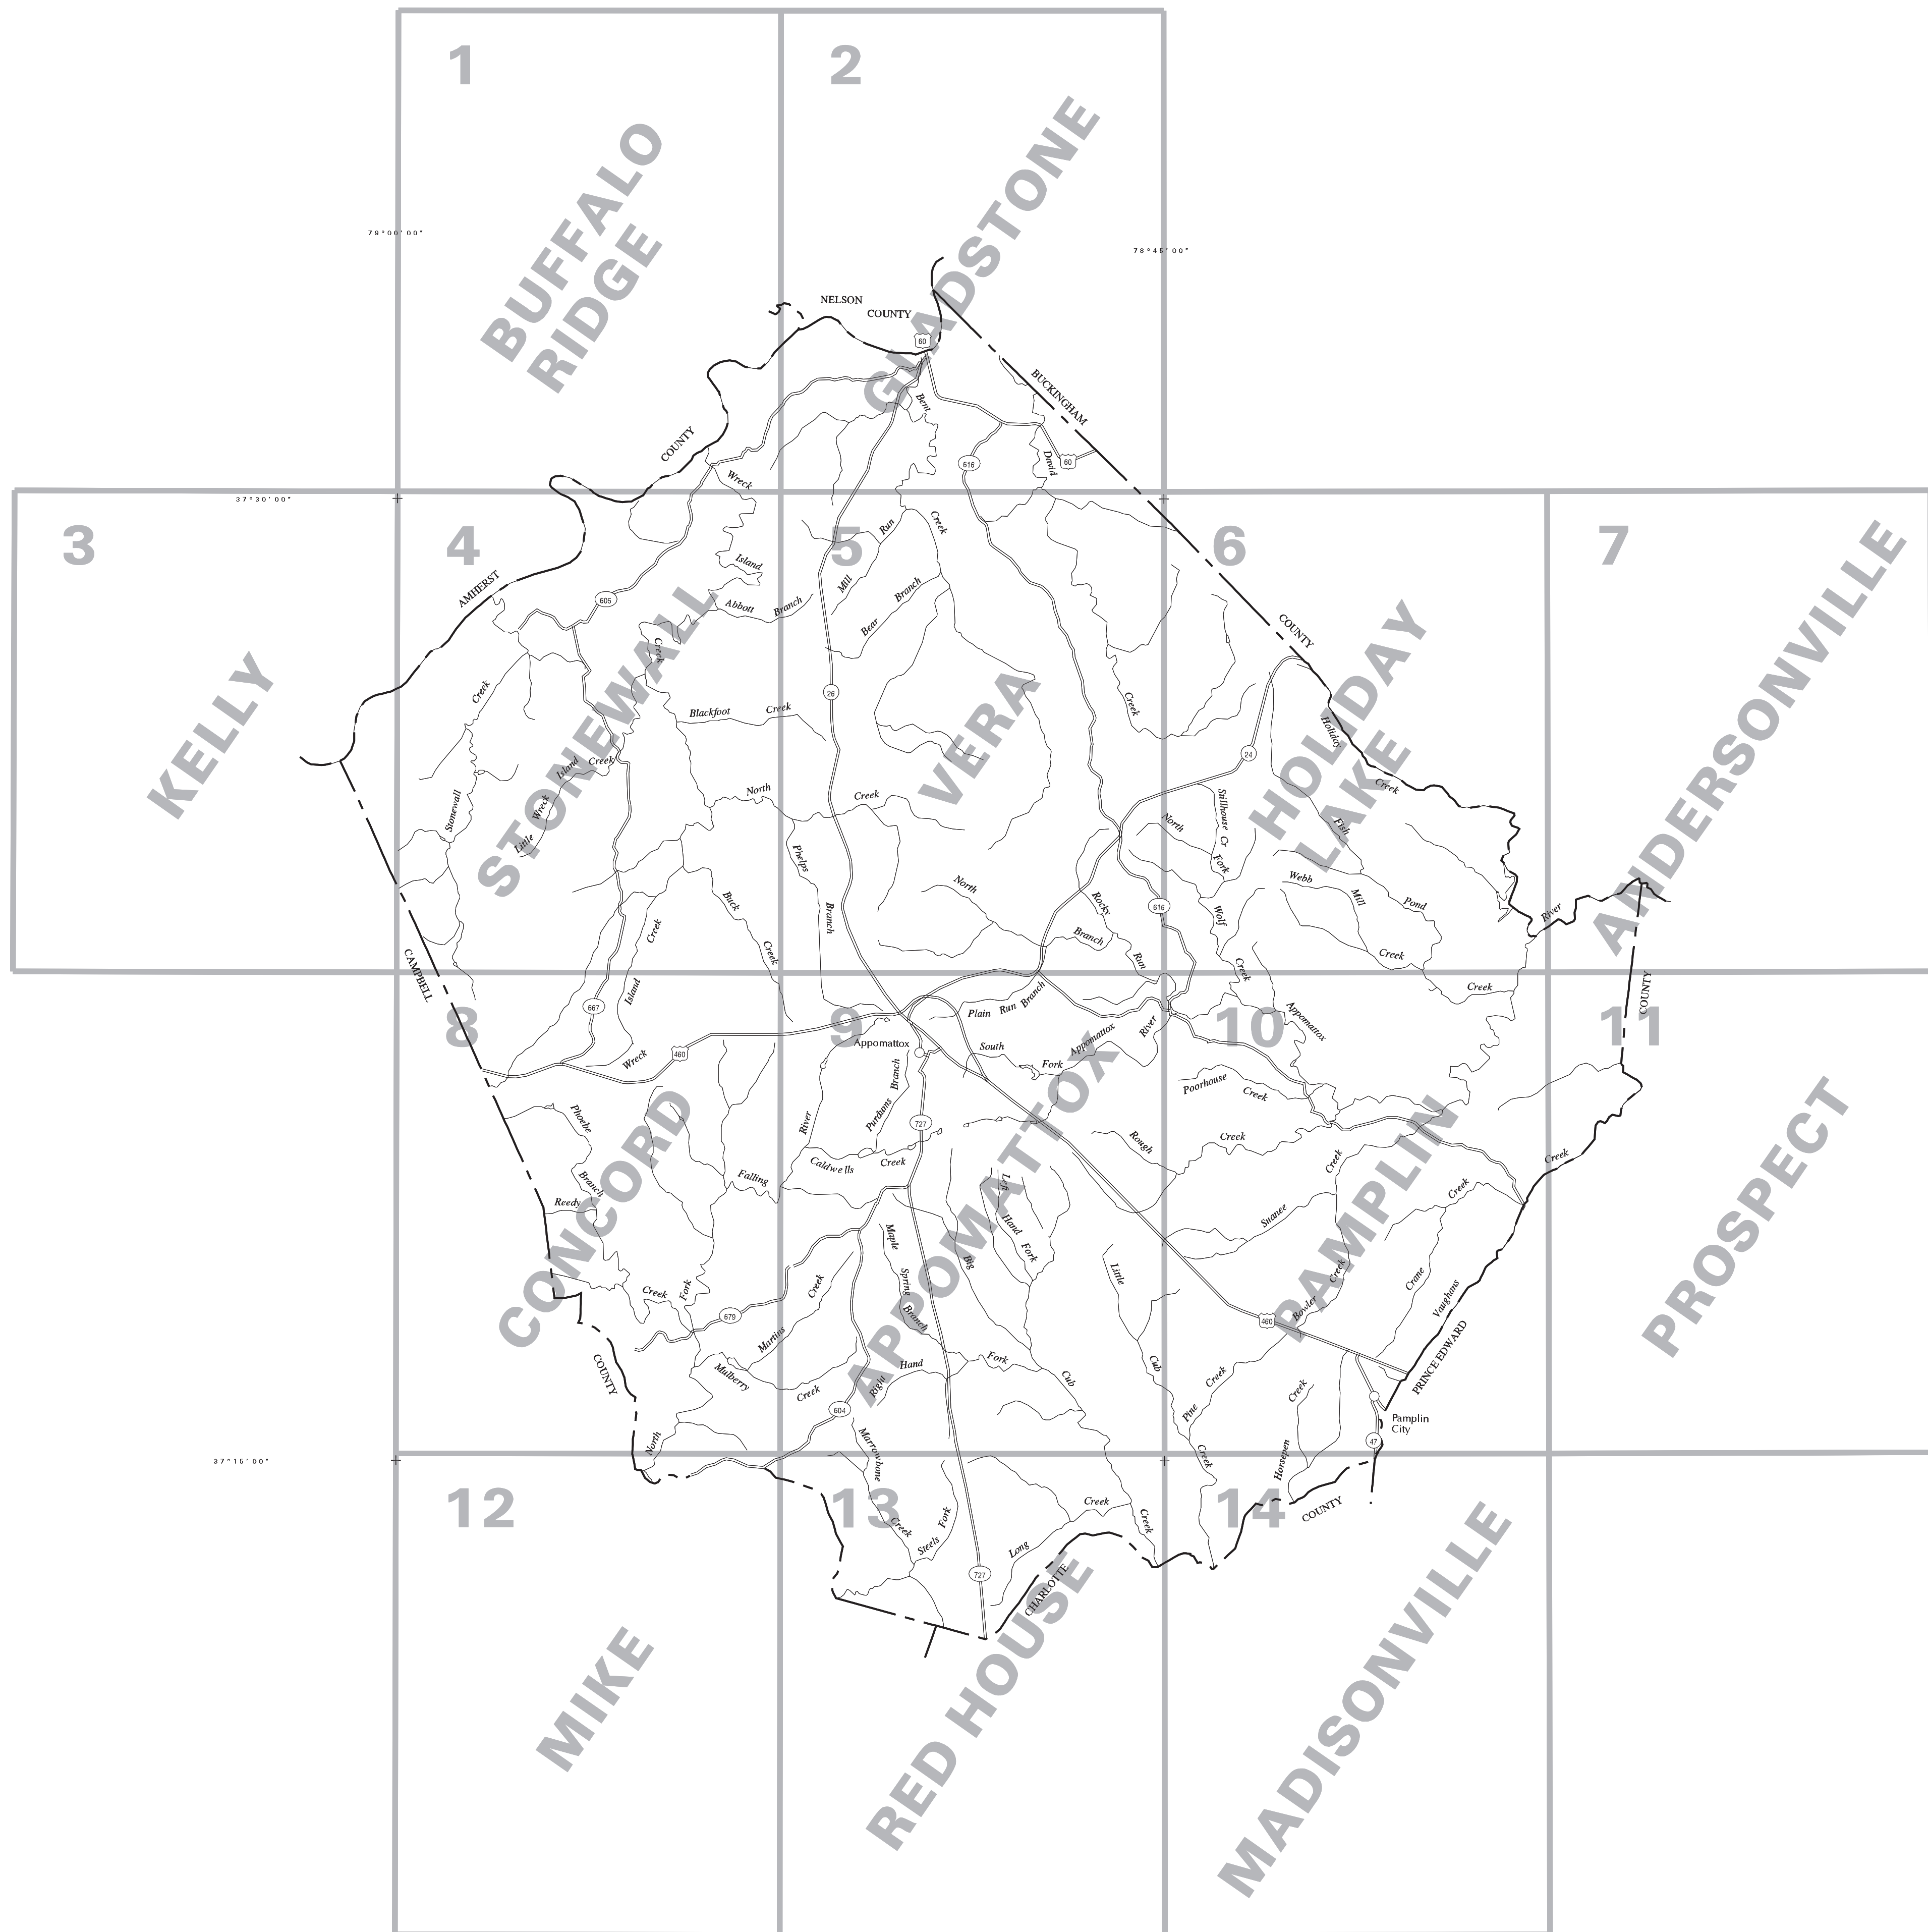 1
2
BUFFALO
RIDGE
GLADSTONE
79°00'00"
78°45'00"
NELSON
COUNTY
60
BUCKINGHAM
Bent
COUNTY
Wreck
616
David
60
37°30'00"
3
4
5
6
7
KELLY
STONEWALL
VERA
HOLIDAY
LAKE
ANDERSONVILLE
Run
Creek
Mill
Island
AMHERST
605
Abbott
Branch
Bear
Branch
COUNTY
Creek
Creek
26
Blackfoot
Creek
Creek
Holiday
24
Creek
Island
Creek
Wreck
Little
Stonewall
North
Creek
Stillhouse Cr
North
Fork
Fish
Phelps
Branch
Buck
Creek
North
Branch
Rocky
Run
616
Wolf
Creek
Webb
Mill
Pond
Creek
Creek
River
Creek
Island
CAMPBELL
COUNTY
8
9
10
11
667
Plain
Run
Branch
Appomattox
Appomattox
South
Fork
Appomattox
River
Wreck
460
Branch
Purdums
River
727
Poorhouse
Creek
Rough
Creek
Creek
Phoebe
Branch
Reedy
Falling
Caldwells
Creek
CONCORD
APPOMATTOX
PAMPLIN
PROSPECT
Left
Hand
Fork
Big
Maple
Spring
Branch
Suanee
Creek
Creek
Little
Creek
Bowler
Crane
Vaughans
Creek
Fork
679
Martins
Creek
460
PRINCE EDWARD
COUNTY
Mulberry
Creek
Hand
Right
Fork
Cub
Cub
Creek
Pine
Creek
604
Pamplin
City
47
North
Marrowbone
Creek
Horsepen
Creek
37°15'00"
12
13
14
Creek
Creek
COUNTY
Steels
Fork
Long
727
CHARLOTTE
MIKE
RED HOUSE
MADISONVILLE